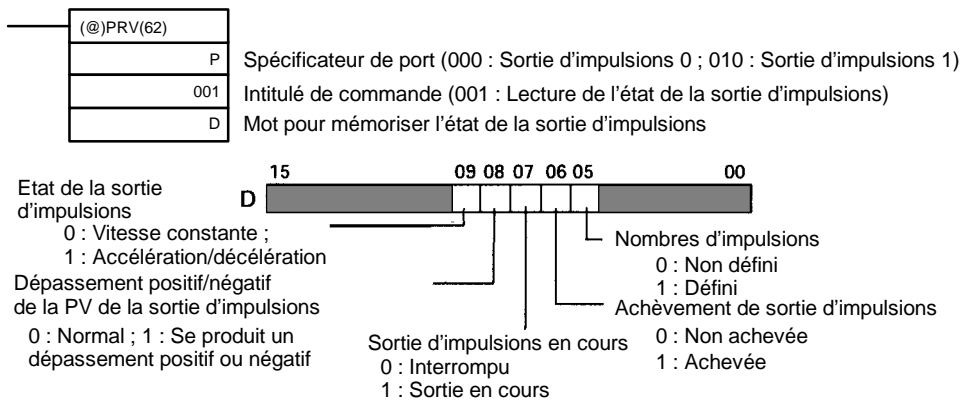 (@)PRV(62)
P Spécificateur de port (000 : Sortie d'impulsions 0 ; 010 : Sortie d'impulsions 1)
001 Intitulé de commande (001 : Lecture de l'état de la sortie d'impulsions)
D Mot pour mémoriser l'état de la sortie d'impulsions
15 09 08 07 06 05 00
D
Etat de la sortie
d'impulsions
0 : Vitesse constante ;
1 : Accélération/décélération
Dépassement positif/négatif
de la PV de la sortie d'impulsions
0 : Normal ; 1 : Se produit un
dépassement positif ou négatif
Sortie d'impulsions en cours
0 : Interrompu
1 : Sortie en cours
Nombres d'impulsions
0 : Non défini
1 : Défini
Achèvement de sortie d'impulsions
0 : Non achevée
1 : Achevée